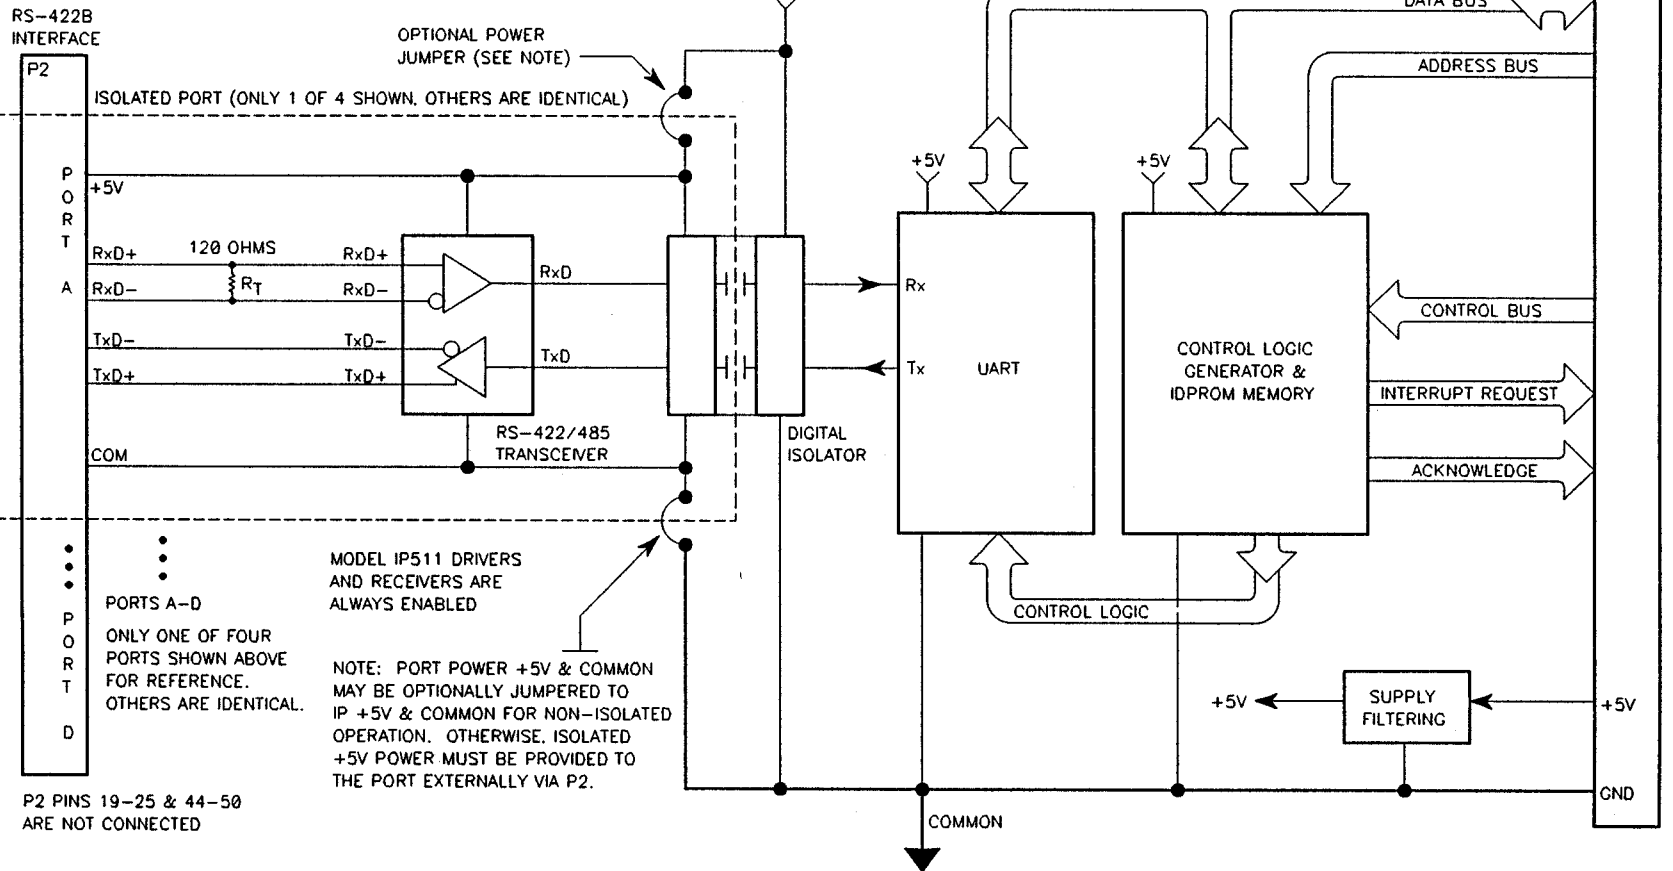 RS-422B
INTERFACE
P2
OPTIONAL POWER
JUMPER (SEE NOTE)
DATA BUS
ADDRESS BUS
ISOLATED PORT (ONLY 1 OF 4 SHOWN. OTHERS ARE IDENTICAL)
PORT A
+5V
+5V
+5V
RxD+
120 OHMS
RxD+
RxD-
RT
RxD-
RxD
TxD-
TxD-
TxD
TxD+
TxD+
Rx
Tx
UART
CONTROL LOGIC
GENERATOR &
IDPROM MEMORY
CONTROL BUS
INTERRUPT REQUEST
ACKNOWLEDGE
COM
RS-422/485
TRANSCEIVER
DIGITAL
ISOLATOR
MODEL IP511 DRIVERS
AND RECEIVERS ARE
ALWAYS ENABLED
CONTROL LOGIC
PORT D
PORTS A-D
ONLY ONE OF FOUR
PORTS SHOWN ABOVE
FOR REFERENCE.
OTHERS ARE IDENTICAL.
NOTE: PORT POWER +5V & COMMON
MAY BE OPTIONALLY JUMPERED TO
IP +5V & COMMON FOR NON-ISOLATED
OPERATION. OTHERWISE, ISOLATED
+5V POWER MUST BE PROVIDED TO
THE PORT EXTERNALLY VIA P2.
+5V
SUPPLY
FILTERING
+5V
GND
COMMON
P2 PINS 19-25 & 44-50
ARE NOT CONNECTED